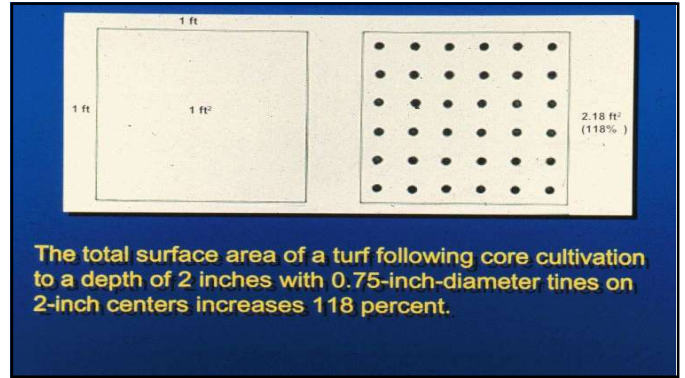 1 ft
1 ft
1 ft²
2.18 ft²
(118% )
The total surface area of a turf following core cultivation
to a depth of 2 inches with 0.75-inch-diameter tines on
2-inch centers increases 118 percent.